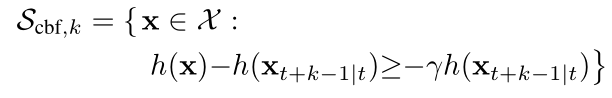 𝒮_{cbf,k} = { x ∈ 𝒳 :
h(x)−h(x_{t+k−1|t})≥−γh(x_{t+k−1|t})}